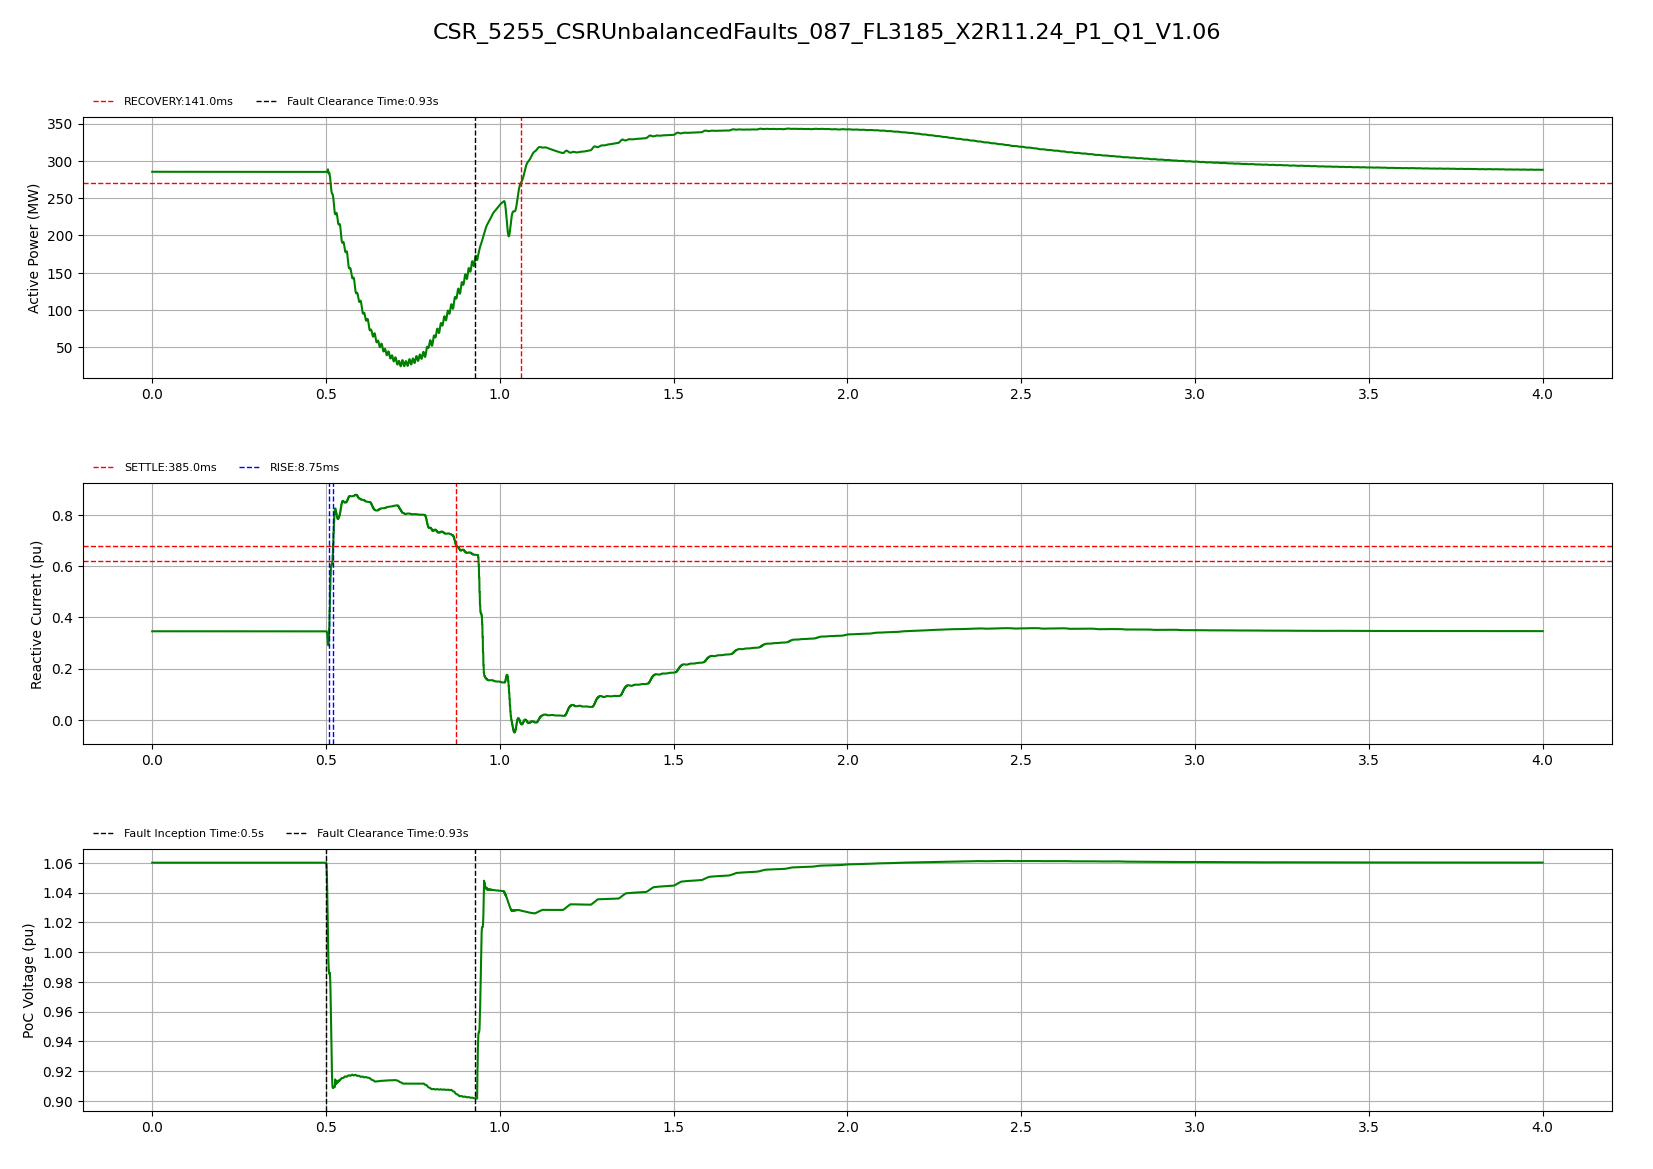 CSR_5255_CSRUnbalancedFaults_087_FL3185_X2R11.24_P1_Q1_V1.06
RECOVERY:141.0ms Fault Clearance Time:0.93s
Active Power (MW)
350
300
250
200
150
100
50
0.0 0.5 1.0 1.5 2.0 2.5 3.0 3.5 4.0
SETTLE:385.0ms RISE:8.75ms
Reactive Current (pu)
0.8
0.6
0.4
0.2
0.0
0.0 0.5 1.0 1.5 2.0 2.5 3.0 3.5 4.0
Fault Inception Time:0.5s Fault Clearance Time:0.93s
PoC Voltage (pu)
1.06
1.04
1.02
1.00
0.98
0.96
0.94
0.92
0.90
0.0 0.5 1.0 1.5 2.0 2.5 3.0 3.5 4.0